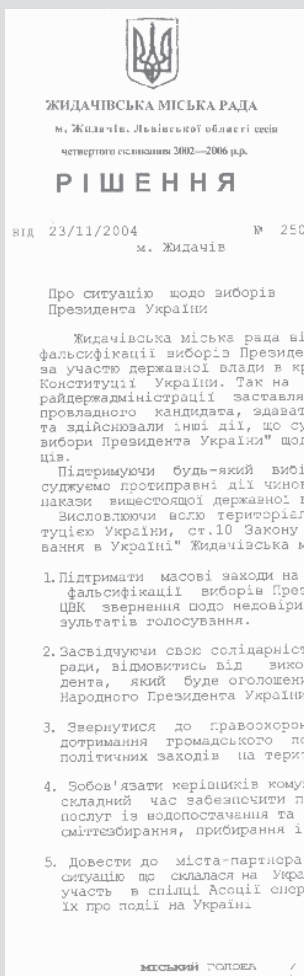 ЖИДАЧІВСЬКА МІСЬКА РАДА
м. Жидачів, Львівської області сесія
четвертого скликання 2002—2006 р.р.
РІШЕННЯ
від 23/11/2004 № 250
м. Жидачів
Про ситуацію щодо виборів
Президента України
Жидачівська міська рада ві
фальсифікації виборів Президе
за участю державної влади в кр
Конституції України. Так на
райдержадміністрації заставля
провладного кандидата, здават
та здійснювали інші дії, що су
вибори Президента України" щод
ців.
Підтримуючи будь-який вибі
суджуємо протиправні дії чинов
накази вищестоящої державної в
Висловлюючи волю територіал
туцією України, ст.10 Закону
вання в Україні" Жидачівська м
1. Підтримати масові заходи на
фальсифікації виборів През
ЦВК звернення щодо недовіри
зультатів голосування.
2. Засвідчуючи свою солідарніст
ради, відмовитись від вико
дента, який буде оголошени
Народного Президента України
3. Звернутися до правоохорон
дотримання громадського по
політичних заходів на терит
4. Зобов'язати керівників кому
складний час забезпечити п
послуг із водопостачання та
сміттєзбирання, прибирання і
5. Довести до міста-партнера
ситуацію що склалася на Укра
участь в спілці Асоції енер
їх про події на Україні
МІСЬКИЙ ГОЛОВА